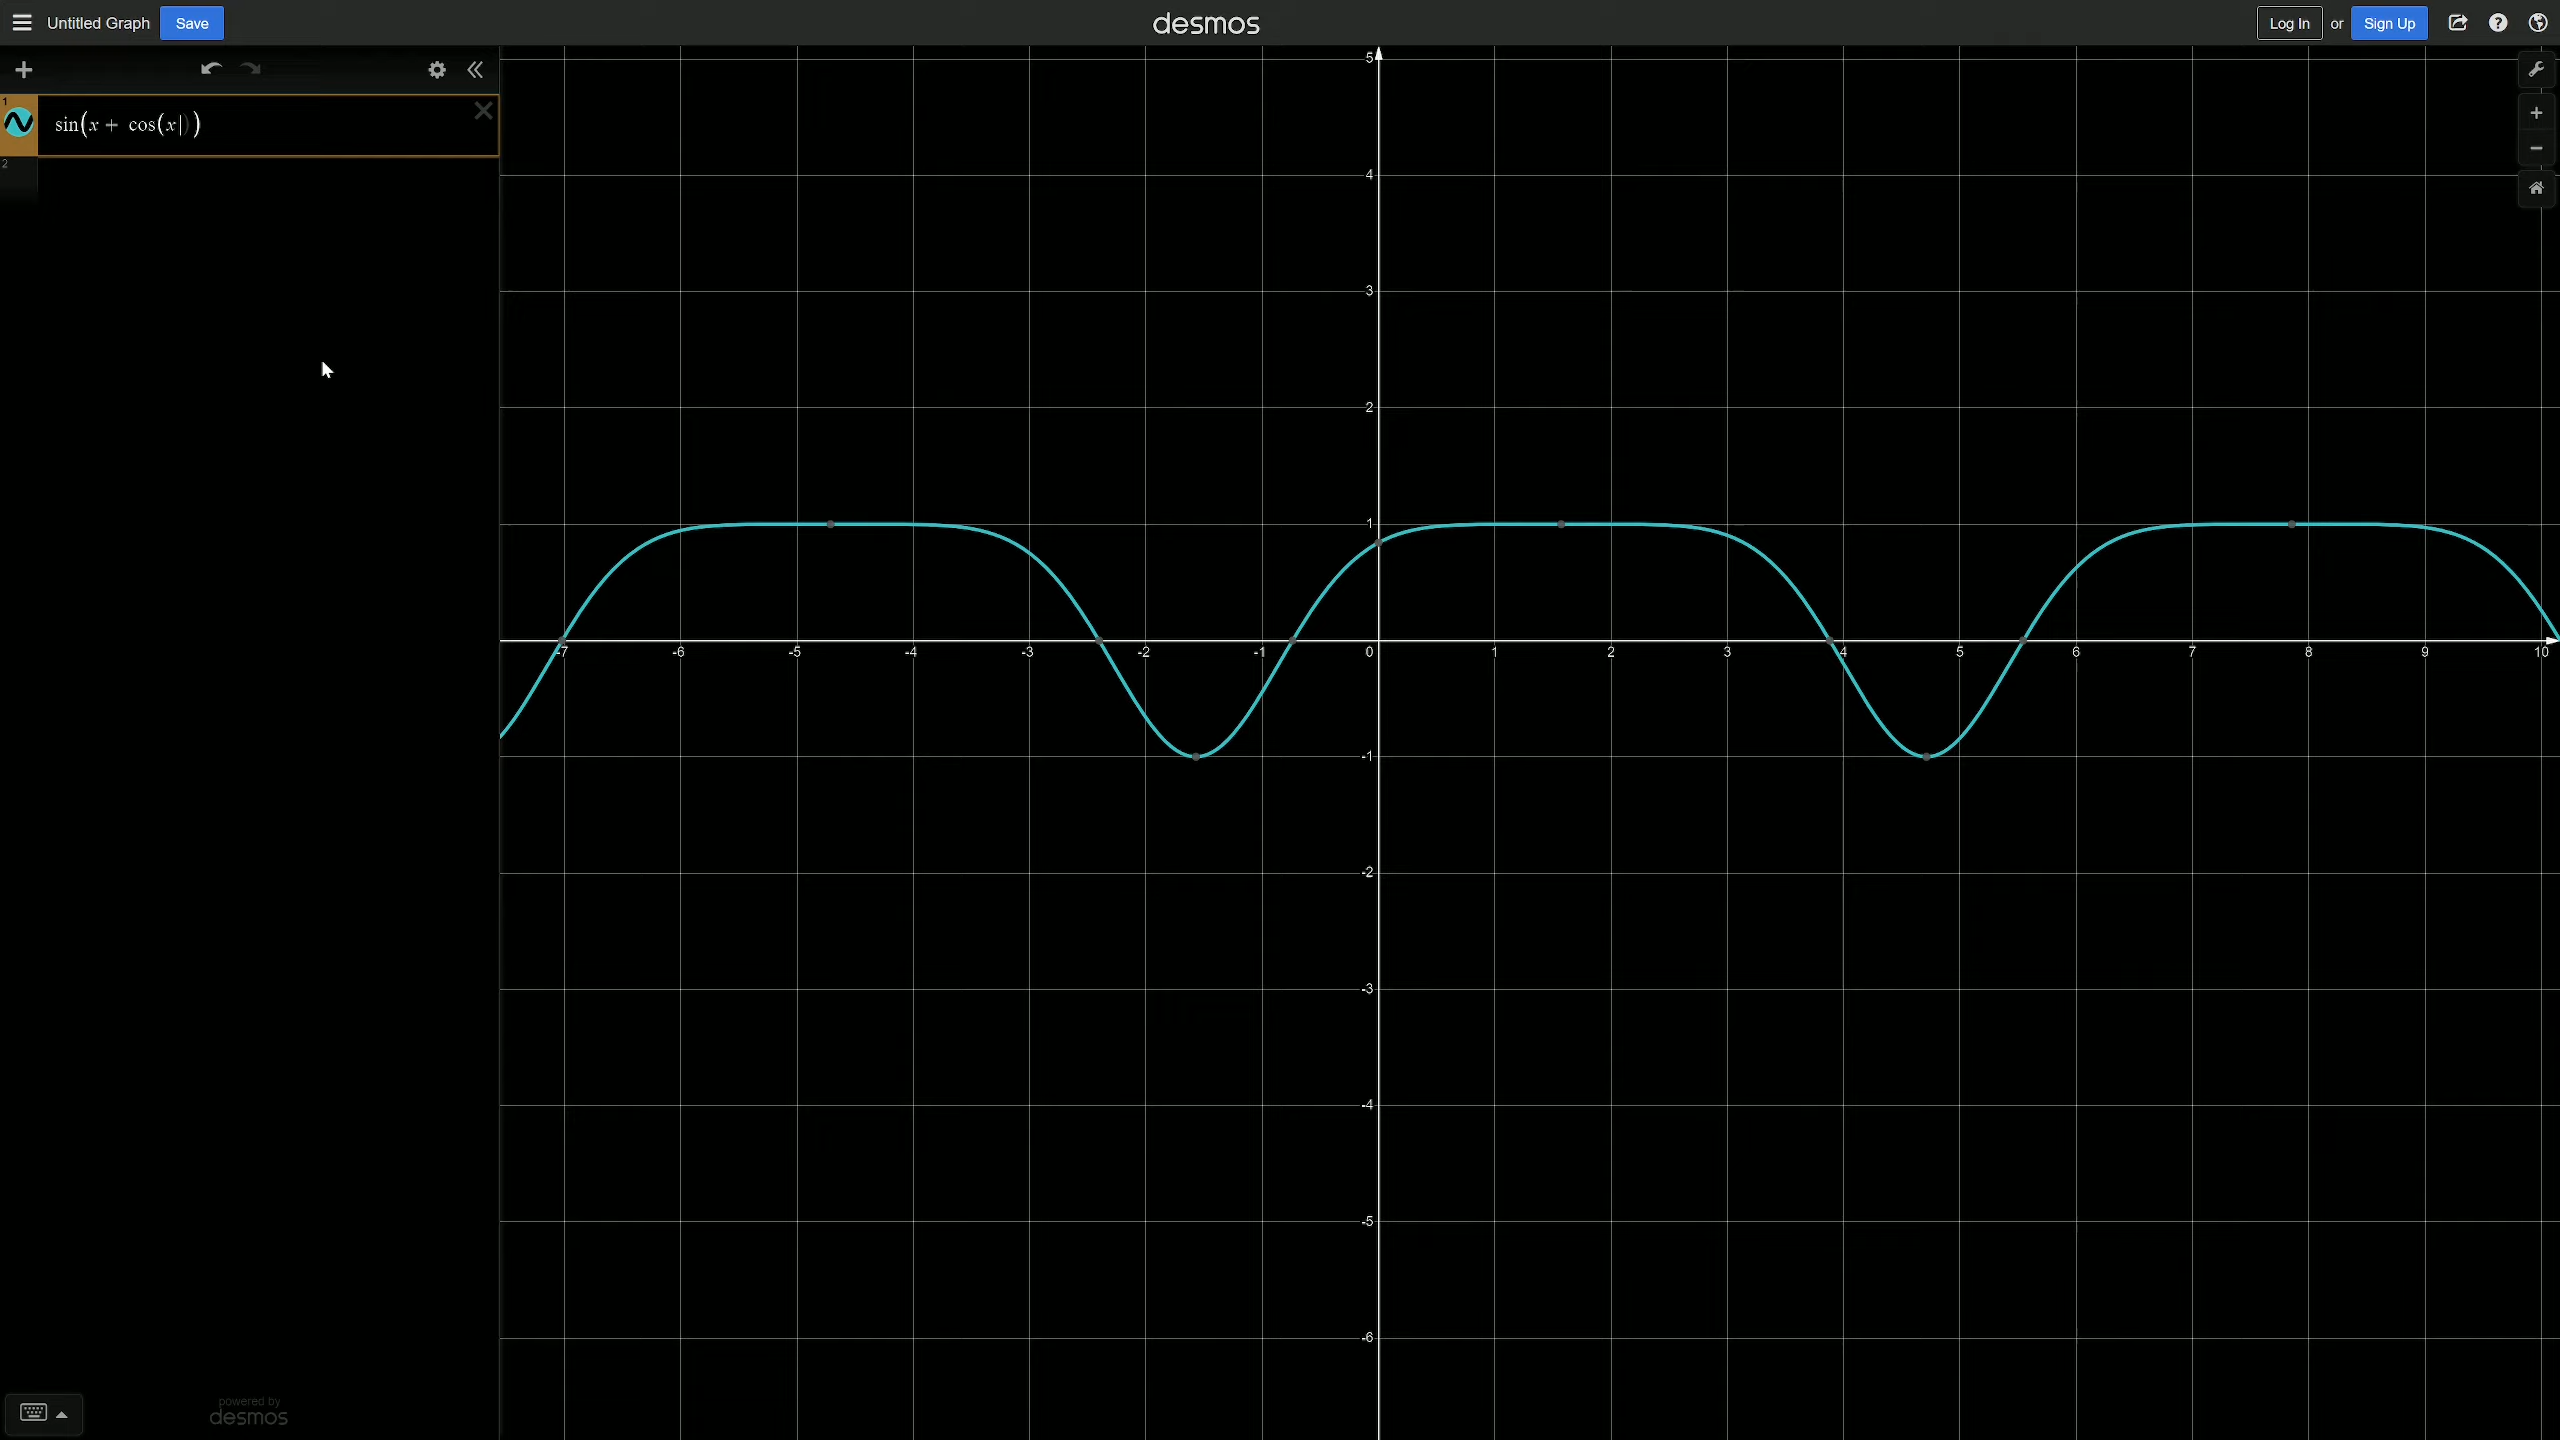 Untitled Graph Save desmos Log In or Sign Up
1
sin(x + cos(x))
2
5
4
3
2
1
-7 -6 -5 -4 -3 -2 -1 0 1 2 3 4 5 6 7 8 9 10
-1
-2
-3
-4
-5
-6
powered by
desmos